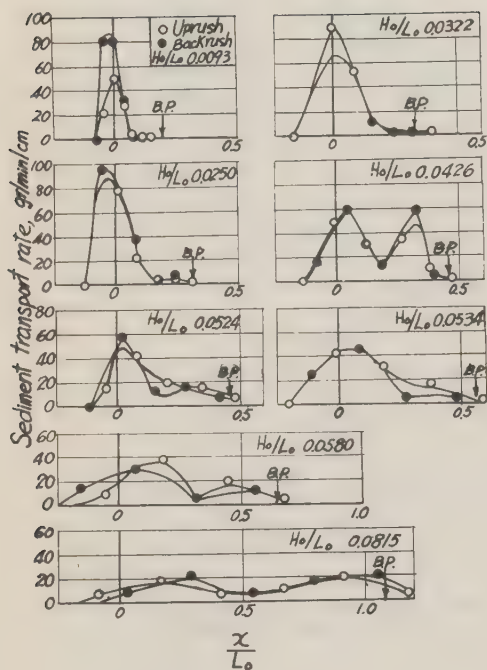 Sediment transport rate, gr/min/cm
100
80
60
40
20
0
○ Uprush
● Backrush
Ho/Lo 0.0093
B.P.
0
0.5
Ho/Lo 0.0322
B.P.
0
0.5
100
80
60
40
20
0
Ho/Lo 0.0250
B.P.
0
0.5
Ho/Lo 0.0426
B.P.
0
0.5
60
40
20
0
Ho/Lo 0.0524
B.P.
0
0.5
Ho/Lo 0.0534
B.P.
0
0.5
60
40
20
0
Ho/Lo 0.0580
B.P.
0
0.5
1.0
60
40
20
0
Ho/Lo 0.0815
B.P.
0
0.5
1.0
x
Lo